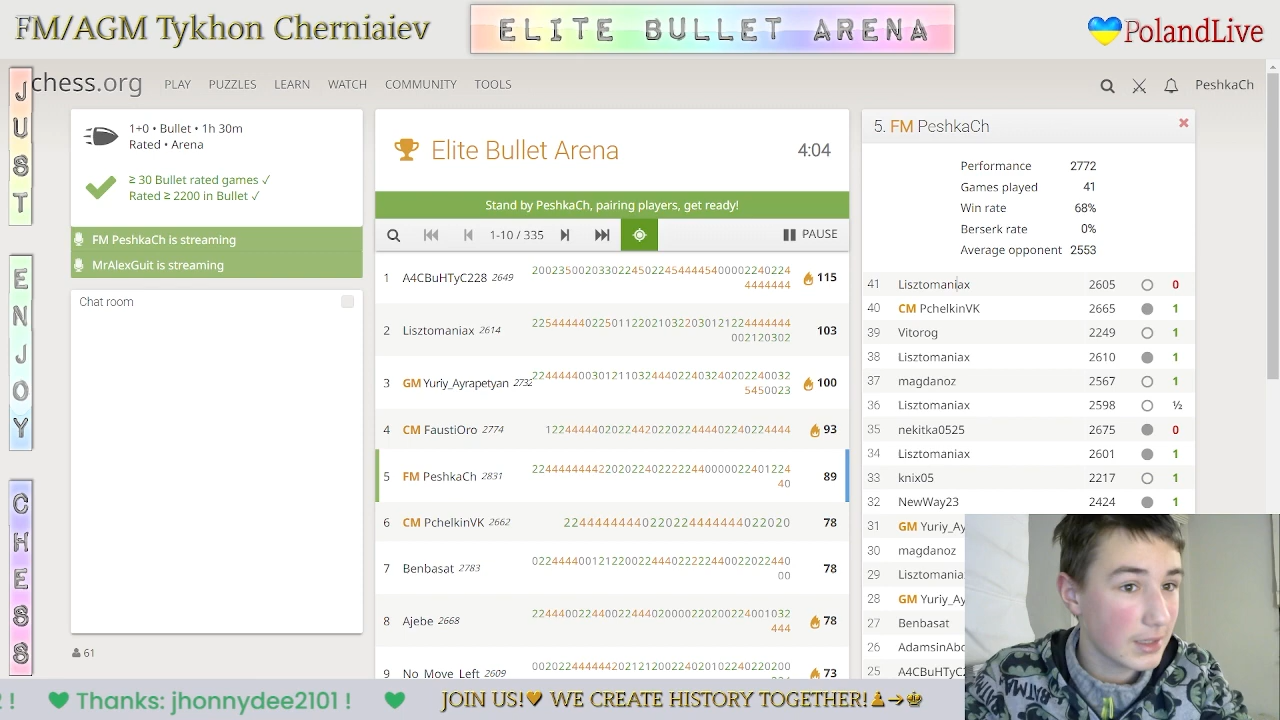 FM/AGM Tykhon Cherniaiev
ELITE BULLET ARENA
PolandLive
JUST
ENJOY
CHESS
chess.org
PLAY PUZZLES LEARN WATCH COMMUNITY TOOLS
PeshkaCh
1+0 • Bullet • 1h 30m
Rated • Arena
≥ 30 Bullet rated games ✓
Rated ≥ 2200 in Bullet ✓
FM PeshkaCh is streaming
MrAlexGuit is streaming
Chat room
61
Elite Bullet Arena 4:04
Stand by PeshkaCh, pairing players, get ready!
1-10 / 335 PAUSE
1 A4CBuHTyC228 2649 115
2 Lisztomaniax 2614 103
3 GM Yuriy_Ayrapetyan 2732 100
4 CM FaustiOro 2774 93
5 FM PeshkaCh 2831 89
6 CM PchelkinVK 2662 78
7 Benbasat 2783 78
8 Ajebe 2668 78
9 No_Move_Left 2609 73
5. FM PeshkaCh
Performance 2772
Games played 41
Win rate 68%
Berserk rate 0%
Average opponent 2553
41 Lisztomaniax 2605 0
40 CM PchelkinVK 2665 1
39 Vitorog 2249 1
38 Lisztomaniax 2610 1
37 magdanoz 2567 1
36 Lisztomaniax 2598 ½
35 nekitka0525 2675 0
34 Lisztomaniax 2601 1
33 knix05 2217 1
32 NewWay23 2424 1
31 GM Yuriy_Ay
30 magdanoz
29 Lisztomania
28 GM Yuriy_Ay
27 Benbasat
26 AdamsinAbd
25 A4CBuHTyC2
BATMAN
! Thanks: jhonnydee2101 !
JOIN US! WE CREATE HISTORY TOGETHER!